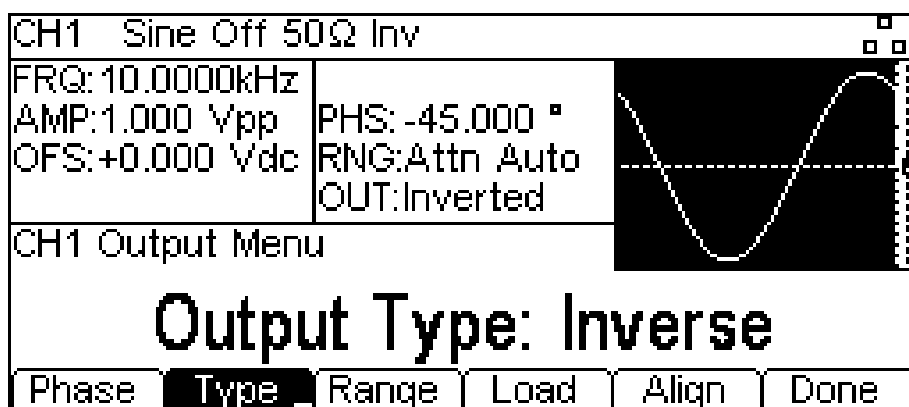 CH1 Sine Off 50Ω Inv
FRQ:10.0000kHz
AMP:1.000 Vpp
OFS:+0.000 Vdc
PHS:-45.000 °
RNG:Attn Auto
OUT:Inverted
CH1 Output Menu
Output Type: Inverse
Phase Type Range Load Align Done